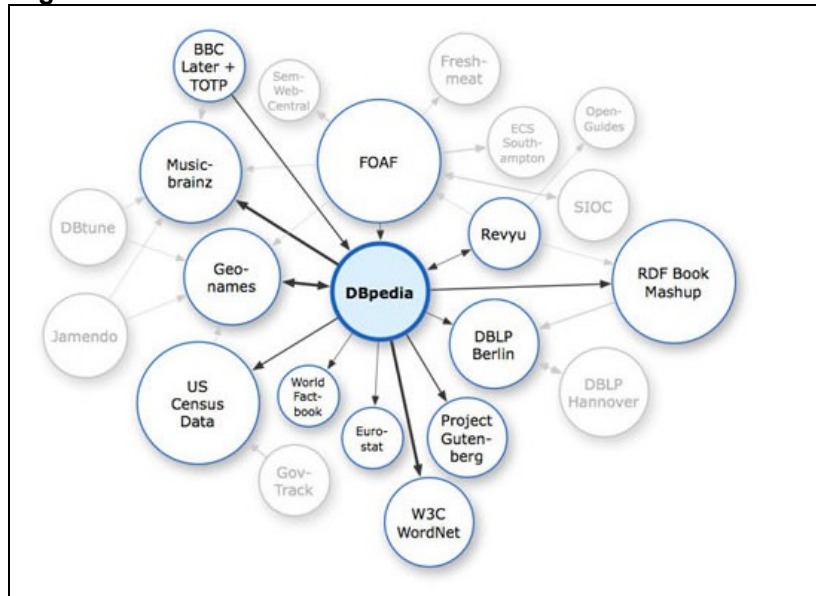 BBC
Later +
TOTP
Sem-
Web-
Central
Fresh-
meat
Open-
Guides
ECS
South-
ampton
FOAF
Music-
brainz
SIOC
DBtune
Revyu
Geo-
names
RDF Book
Mashup
DBpedia
Jamendo
DBLP
Berlin
US
Census
Data
World
Fact-
book
DBLP
Hannover
Euro-
stat
Project
Guten-
berg
Gov-
Track
W3C
WordNet